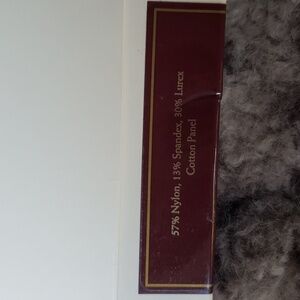 57% Nylon, 13% Spandex, 30% Lurex
Cotton Panel